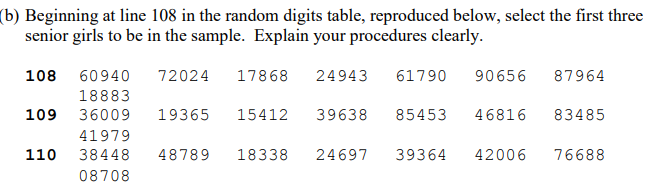 (b) Beginning at line 108 in the random digits table, reproduced below, select the first three
senior girls to be in the sample. Explain your procedures clearly.
108 60940 72024 17868 24943 61790 90656 87964
18883
109 36009 19365 15412 39638 85453 46816 83485
41979
110 38448 48789 18338 24697 39364 42006 76688
08708